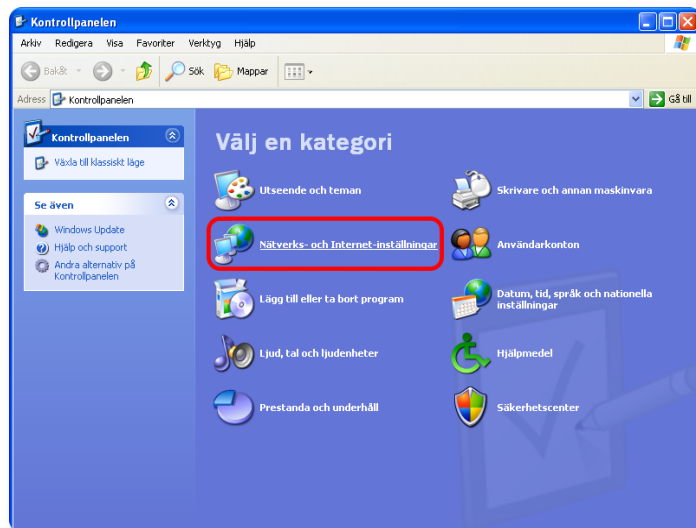 Kontrollpanelen
Arkiv Redigera Visa Favoriter Verktyg Hjälp
Bakåt Sök Mappar
Adress Kontrollpanelen Gå till
Kontrollpanelen
Växla till klassiskt läge
Se även
Windows Update
Hjälp och support
Andra alternativ på
Kontrollpanelen
Välj en kategori
Utseende och teman
Skrivare och annan maskinvara
Nätverks- och Internet-inställningar
Användarkonton
Lägg till eller ta bort program
Datum, tid, språk och nationella
inställningar
Ljud, tal och ljudenheter
Hjälpmedel
Prestanda och underhåll
Säkerhetscenter